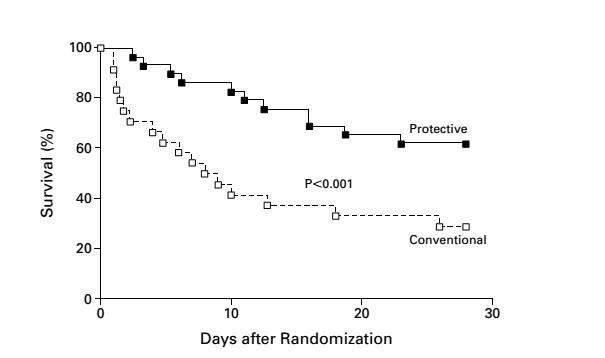 100
80
60
40
20
0
Survival (%)
Protective
P<0.001
Conventional
0 10 20 30
Days after Randomization